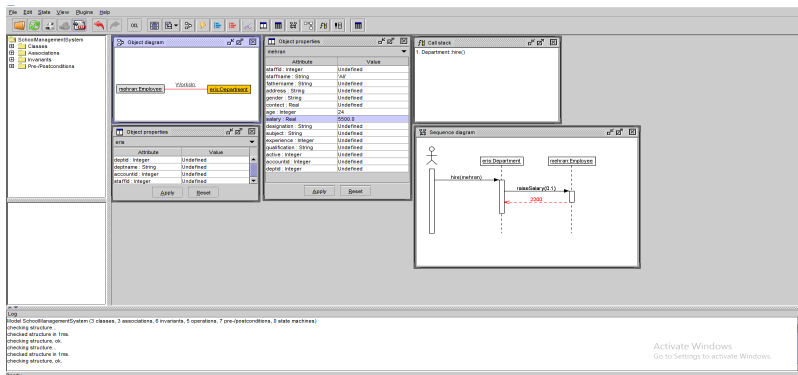 File Edit State View Plugins Help
OCL
SchoolManagementSystem
Classes
Associations
Invariants
Pre-/Postconditions
Object diagram
mehran:Employee
WorksIn
eris:Department
Object properties
eris
Attribute Value
deptid : Integer Undefined
deptname : String Undefined
accountid : Integer Undefined
staffid : Integer Undefined
Apply Reset
Object properties
mehran
Attribute Value
staffid : Integer Undefined
staffname : String 'Ali'
fathername : String Undefined
address : String Undefined
gender : String Undefined
contect : Real Undefined
age : Integer 24
salary : Real 5500.0
designation : String Undefined
subject : String Undefined
experience : Integer Undefined
qualification : String Undefined
active : Integer Undefined
accountid : Integer Undefined
deptid : Integer Undefined
Apply Reset
Call stack
1. Department::hire()
Sequence diagram
eris:Department mehran:Employee
hire(mehran)
raiseSalary(0.1)
2200
Log
Model SchoolManagementSystem (3 classes, 3 associations, 6 invariants, 5 operations, 7 pre-/postconditions, 0 state machines)
checking structure...
checked structure in 1ms.
checking structure, ok.
checking structure...
checked structure in 1ms.
checking structure, ok.
Activate Windows
Go to Settings to activate Windows.